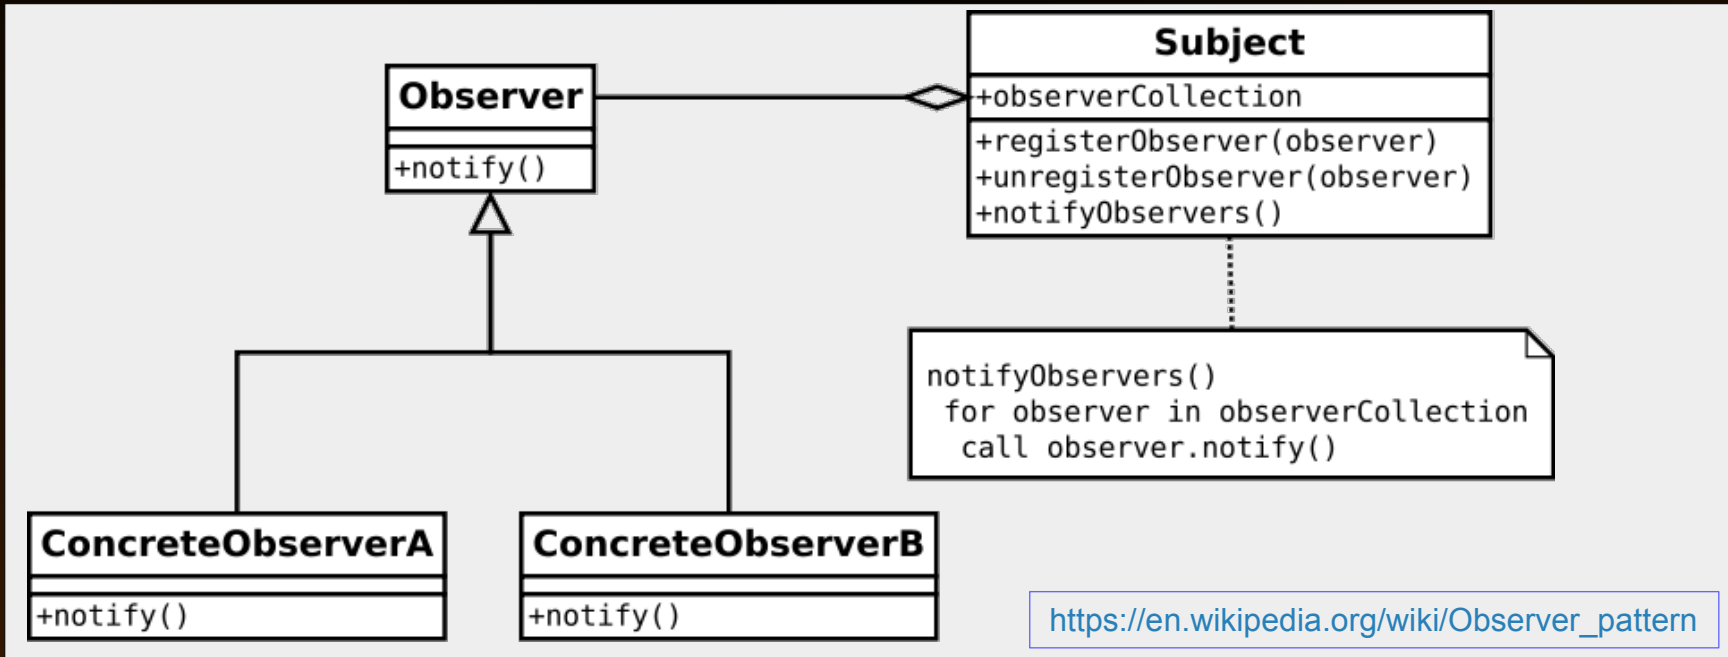 Observer
+notify()
Subject
+observerCollection
+registerObserver(observer)
+unregisterObserver(observer)
+notifyObservers()
notifyObservers()
for observer in observerCollection
call observer.notify()
ConcreteObserverA
+notify()
ConcreteObserverB
+notify()
https://en.wikipedia.org/wiki/Observer_pattern